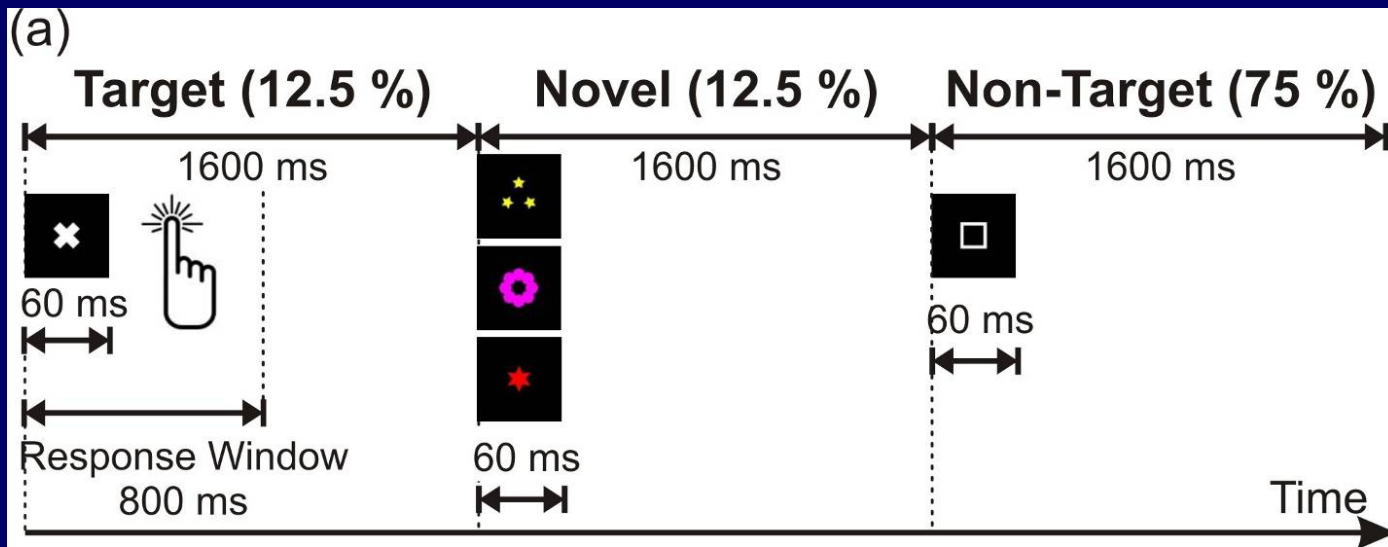 (a)
Target (12.5 %) Novel (12.5 %) Non-Target (75 %)
1600 ms 1600 ms 1600 ms
60 ms
60 ms
Response Window
800 ms
60 ms
Time